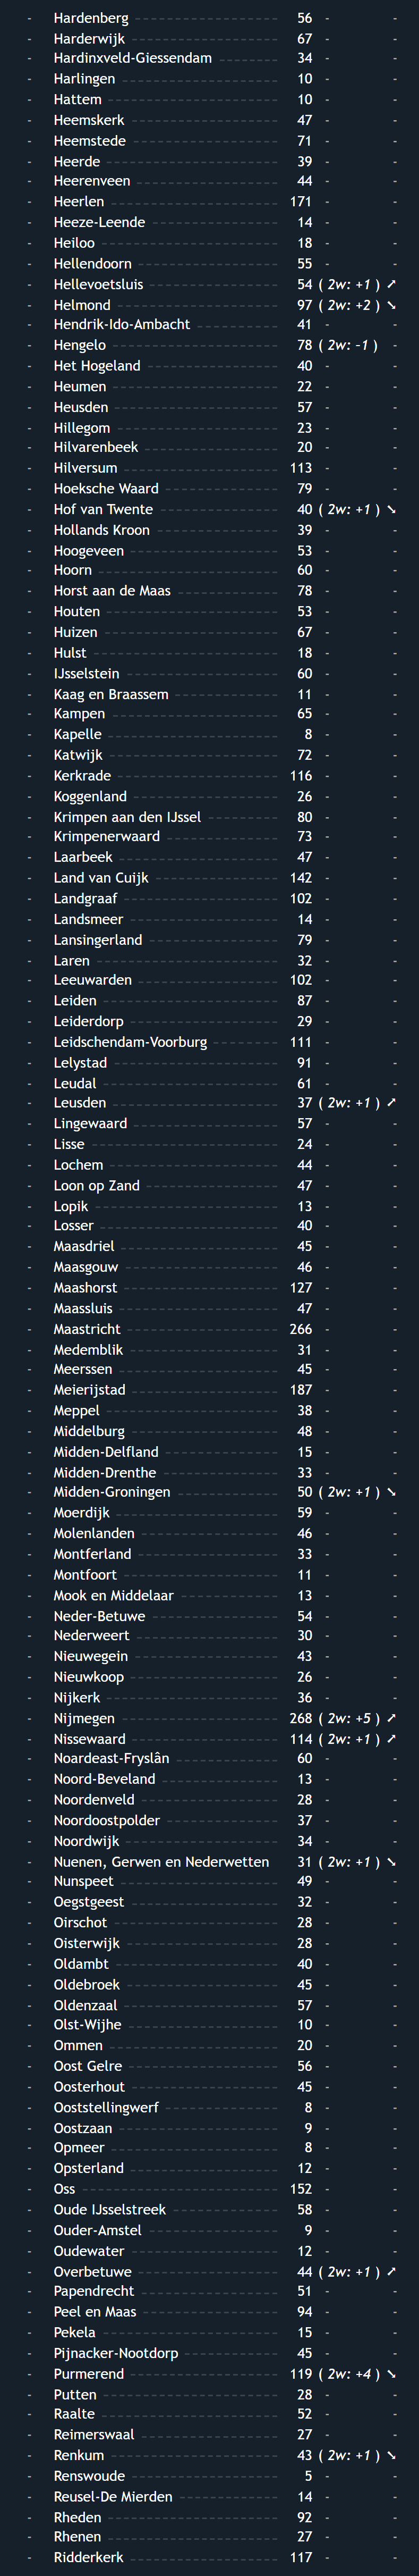 - Hardenberg 56 - -
- Harderwijk 67 - -
- Hardinxveld-Giessendam 34 - -
- Harlingen 10 - -
- Hattem 10 - -
- Heemskerk 47 - -
- Heemstede 71 - -
- Heerde 39 - -
- Heerenveen 44 - -
- Heerlen 171 - -
- Heeze-Leende 14 - -
- Heiloo 18 - -
- Hellendoorn 55 - -
- Hellevoetsluis 54 ( 2w: +1 ) ➚
- Helmond 97 ( 2w: +2 ) ➘
- Hendrik-Ido-Ambacht 41 - -
- Hengelo 78 ( 2w: -1 ) -
- Het Hogeland 40 - -
- Heumen 22 - -
- Heusden 57 - -
- Hillegom 23 - -
- Hilvarenbeek 20 - -
- Hilversum 113 - -
- Hoeksche Waard 79 - -
- Hof van Twente 40 ( 2w: +1 ) ➘
- Hollands Kroon 39 - -
- Hoogeveen 53 - -
- Hoorn 60 - -
- Horst aan de Maas 78 - -
- Houten 53 - -
- Huizen 67 - -
- Hulst 18 - -
- IJsselstein 60 - -
- Kaag en Braassem 11 - -
- Kampen 65 - -
- Kapelle 8 - -
- Katwijk 72 - -
- Kerkrade 116 - -
- Koggenland 26 - -
- Krimpen aan den IJssel 80 - -
- Krimpenerwaard 73 - -
- Laarbeek 47 - -
- Land van Cuijk 142 - -
- Landgraaf 102 - -
- Landsmeer 14 - -
- Lansingerland 79 - -
- Laren 32 - -
- Leeuwarden 102 - -
- Leiden 87 - -
- Leiderdorp 29 - -
- Leidschendam-Voorburg 111 - -
- Lelystad 91 - -
- Leudal 61 - -
- Leusden 37 ( 2w: +1 ) ➚
- Lingewaard 57 - -
- Lisse 24 - -
- Lochem 44 - -
- Loon op Zand 47 - -
- Lopik 13 - -
- Losser 40 - -
- Maasdriel 45 - -
- Maasgouw 46 - -
- Maashorst 127 - -
- Maassluis 47 - -
- Maastricht 266 - -
- Medemblik 31 - -
- Meerssen 45 - -
- Meierijstad 187 - -
- Meppel 38 - -
- Middelburg 48 - -
- Midden-Delfland 15 - -
- Midden-Drenthe 33 - -
- Midden-Groningen 50 ( 2w: +1 ) ➘
- Moerdijk 59 - -
- Molenlanden 46 - -
- Montferland 33 - -
- Montfoort 11 - -
- Mook en Middelaar 13 - -
- Neder-Betuwe 54 - -
- Nederweert 30 - -
- Nieuwegein 43 - -
- Nieuwkoop 26 - -
- Nijkerk 36 - -
- Nijmegen 268 ( 2w: +5 ) ➚
- Nissewaard 114 ( 2w: +1 ) ➚
- Noardeast-Fryslân 60 - -
- Noord-Beveland 13 - -
- Noordenveld 28 - -
- Noordoostpolder 37 - -
- Noordwijk 34 - -
- Nuenen, Gerwen en Nederwetten 31 ( 2w: +1 ) ➘
- Nunspeet 49 - -
- Oegstgeest 32 - -
- Oirschot 28 - -
- Oisterwijk 28 - -
- Oldambt 40 - -
- Oldebroek 45 - -
- Oldenzaal 57 - -
- Olst-Wijhe 10 - -
- Ommen 20 - -
- Oost Gelre 56 - -
- Oosterhout 45 - -
- Ooststellingwerf 8 - -
- Oostzaan 9 - -
- Opmeer 8 - -
- Opsterland 12 - -
- Oss 152 - -
- Oude IJsselstreek 58 - -
- Ouder-Amstel 9 - -
- Oudewater 12 - -
- Overbetuwe 44 ( 2w: +1 ) ➚
- Papendrecht 51 - -
- Peel en Maas 94 - -
- Pekela 15 - -
- Pijnacker-Nootdorp 45 - -
- Purmerend 119 ( 2w: +4 ) ➘
- Putten 28 - -
- Raalte 52 - -
- Reimerswaal 27 - -
- Renkum 43 ( 2w: +1 ) ➘
- Renswoude 5 - -
- Reusel-De Mierden 14 - -
- Rheden 92 - -
- Rhenen 27 - -
- Ridderkerk 117 - -